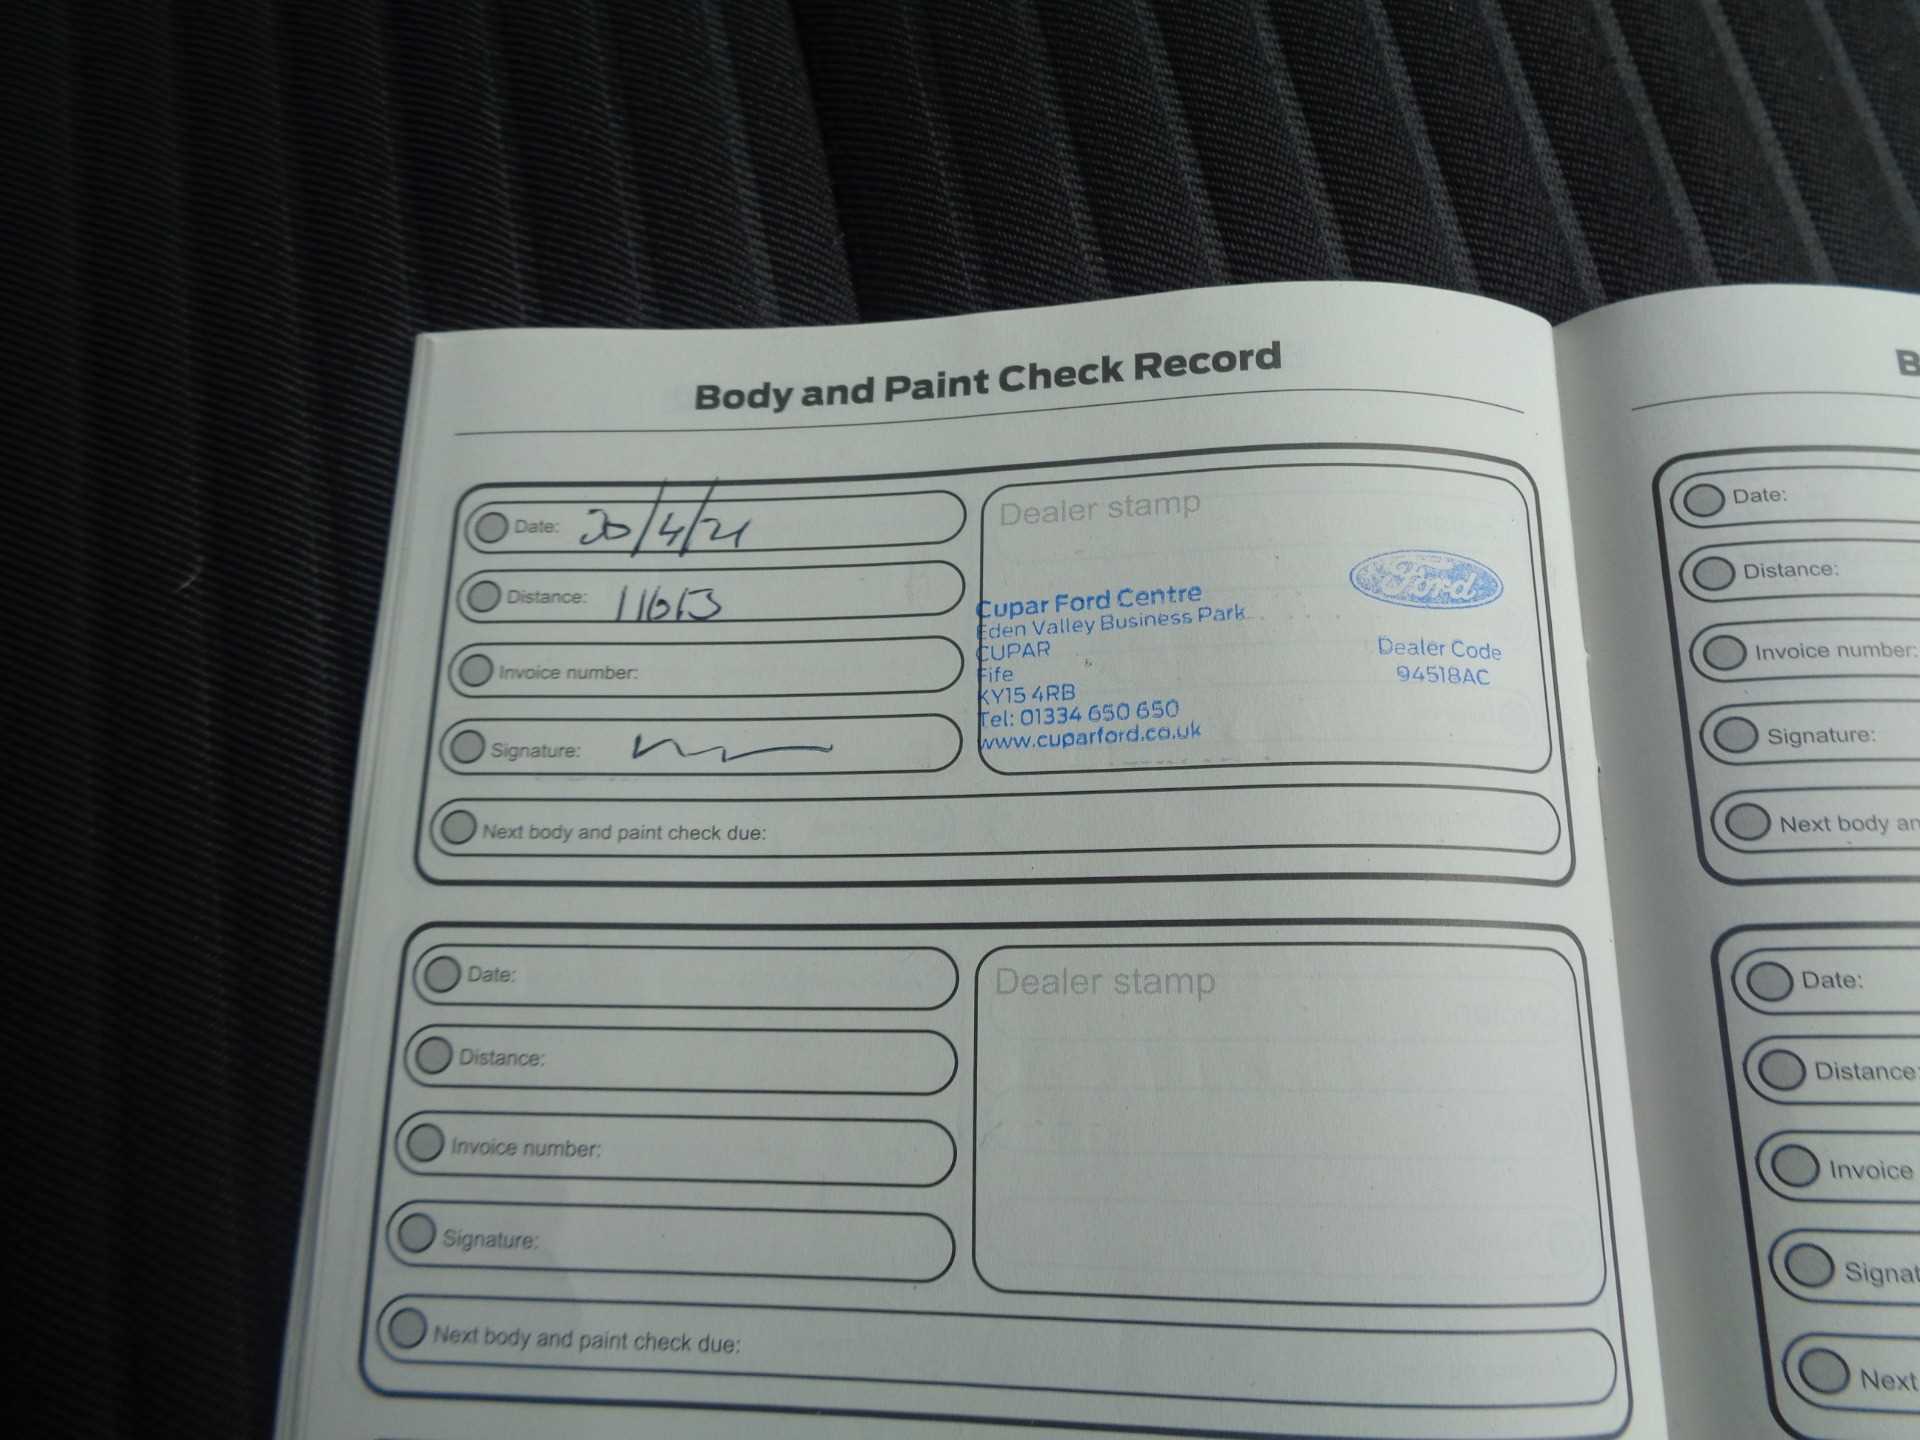 Body and Paint Check Record
Date: 30/4/21
Distance: 11613
Invoice number:
Signature:
Next body and paint check due:
Dealer stamp
Ford
Cupar Ford Centre
Eden Valley Business Park
CUPAR
Fife
KY15 4RB
Tel: 01334 650 650
www.cuparford.co.uk
Dealer Code
94518AC
Date:
Distance:
Invoice number:
Signature:
Next body and paint check due:
Dealer stamp
B
Date:
Distance:
Invoice number:
Signature:
Next body an
Date:
Distance:
Invoice
Signat
Next